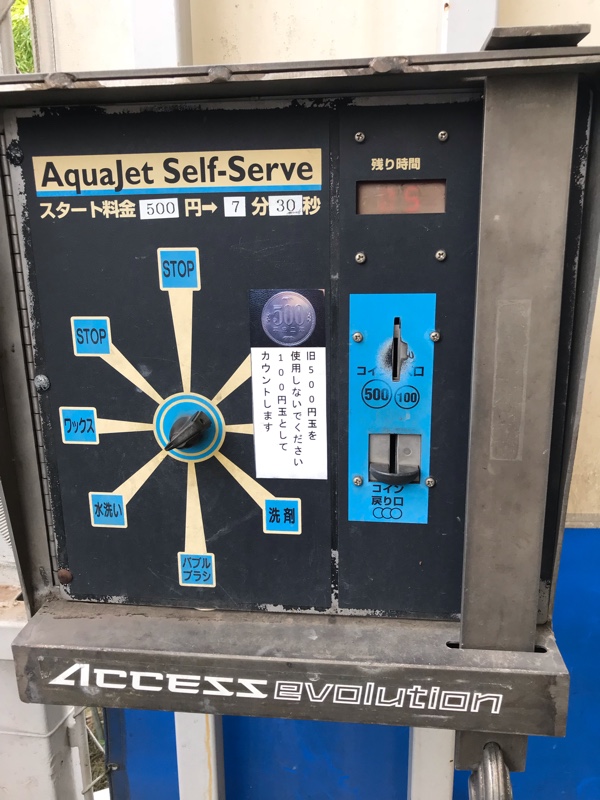 AquaJet Self-Serve
スタート料金 500 円→ 7 分 30 秒
残り時間
STOP
STOP
ワックス
水洗い
バブル
ブラシ
洗剤
500
旧500円玉を
使用しないでください
100円玉として
カウントします
コイン 口
500 100
コイン
戻り口
ACCESS evolution